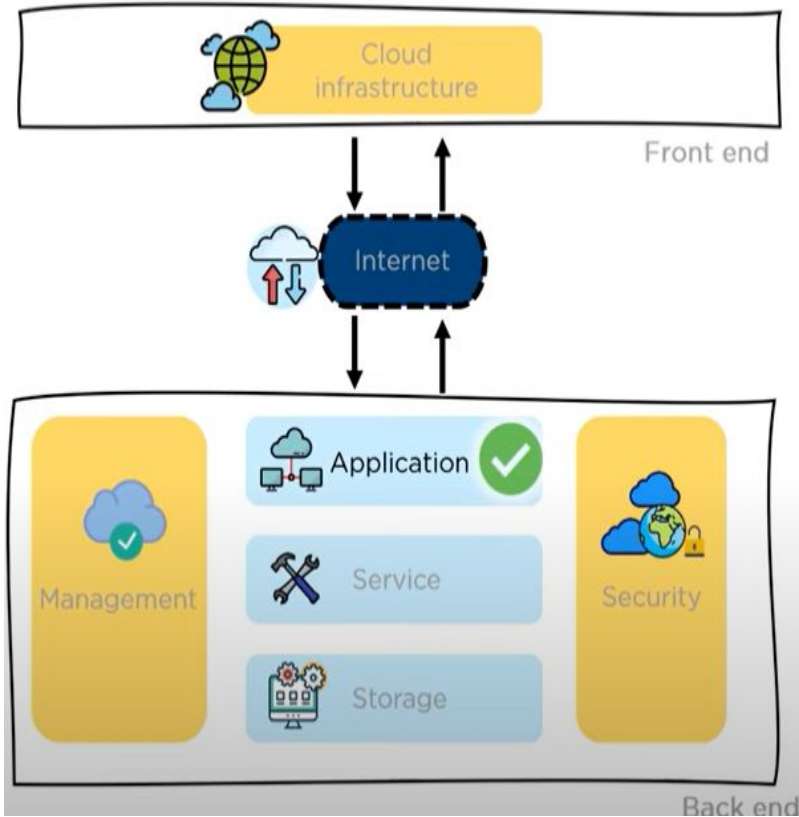 Cloud
infrastructure
Front end
Internet
Application
Management
Service
Security
Storage
Back end